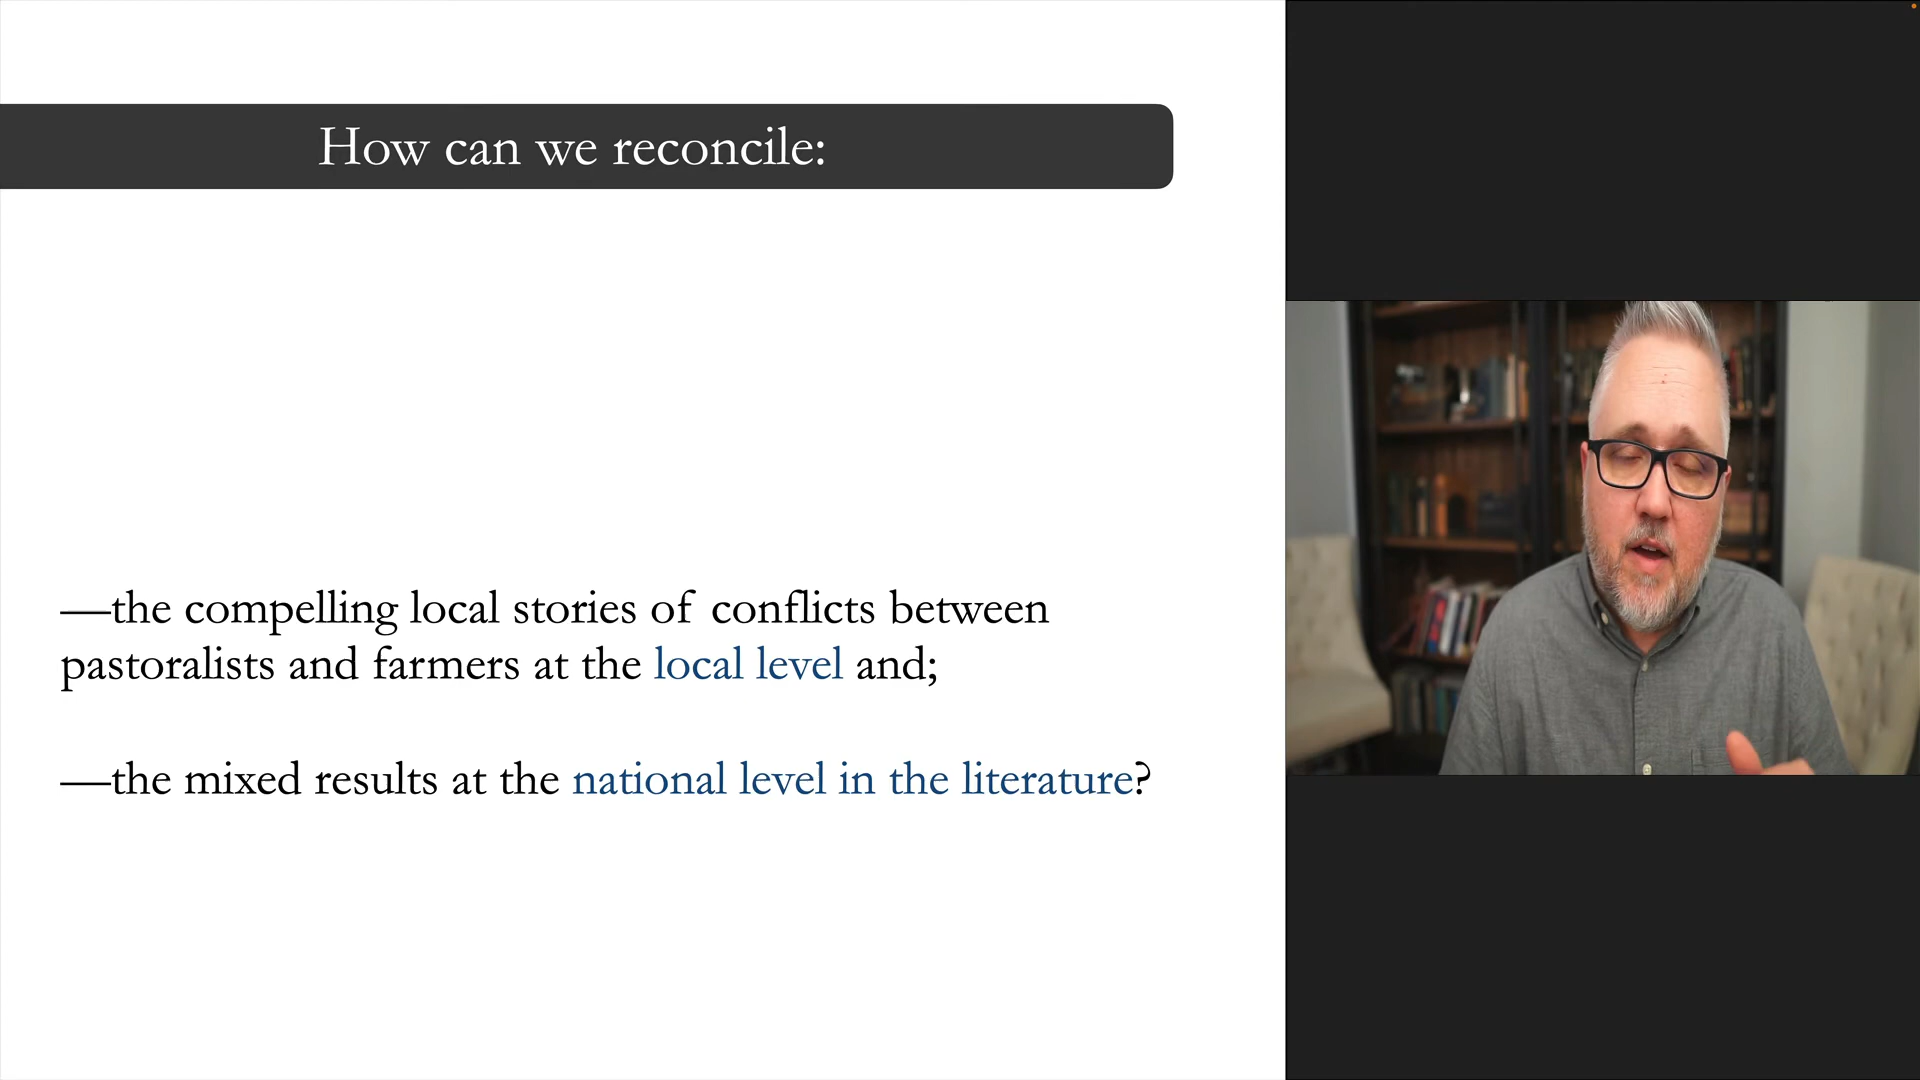 How can we reconcile:
—the compelling local stories of conflicts between
pastoralists and farmers at the local level and;
—the mixed results at the national level in the literature?